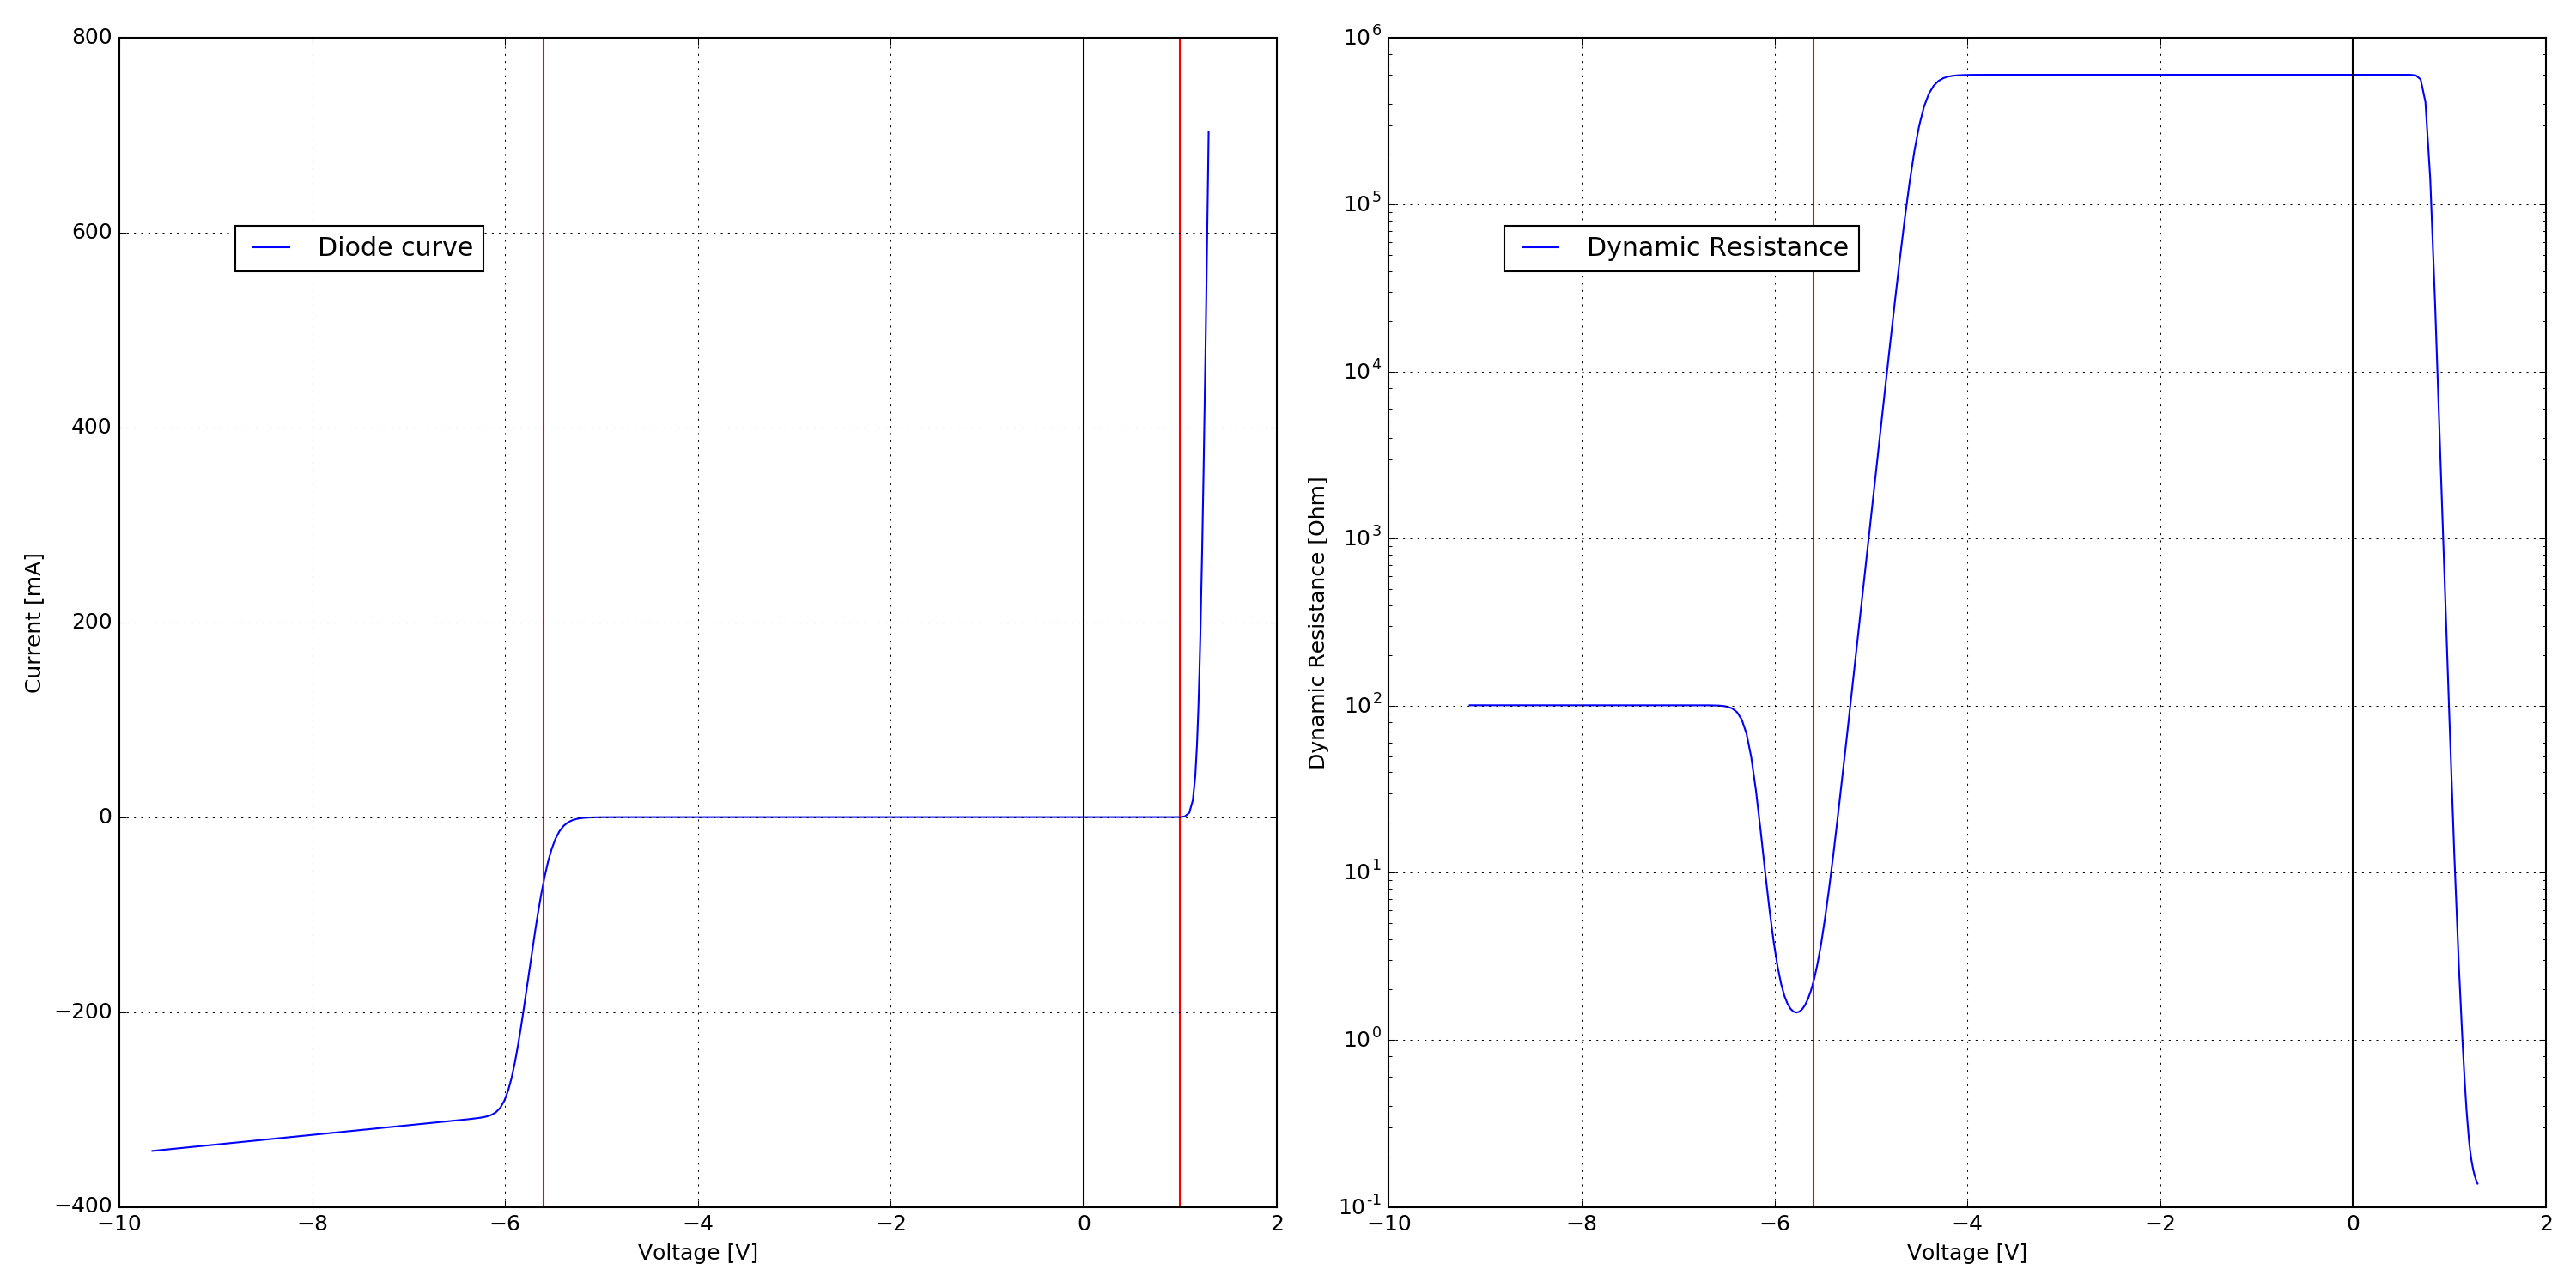 800
600
400
200
0
−200
−400
−10 −8 −6 −4 −2 0 2
Voltage [V]
Current [mA]
Diode curve
10^6
10^5
10^4
10^3
10^2
10^1
10^0
10^-1
−10 −8 −6 −4 −2 0 2
Voltage [V]
Dynamic Resistance [Ohm]
Dynamic Resistance